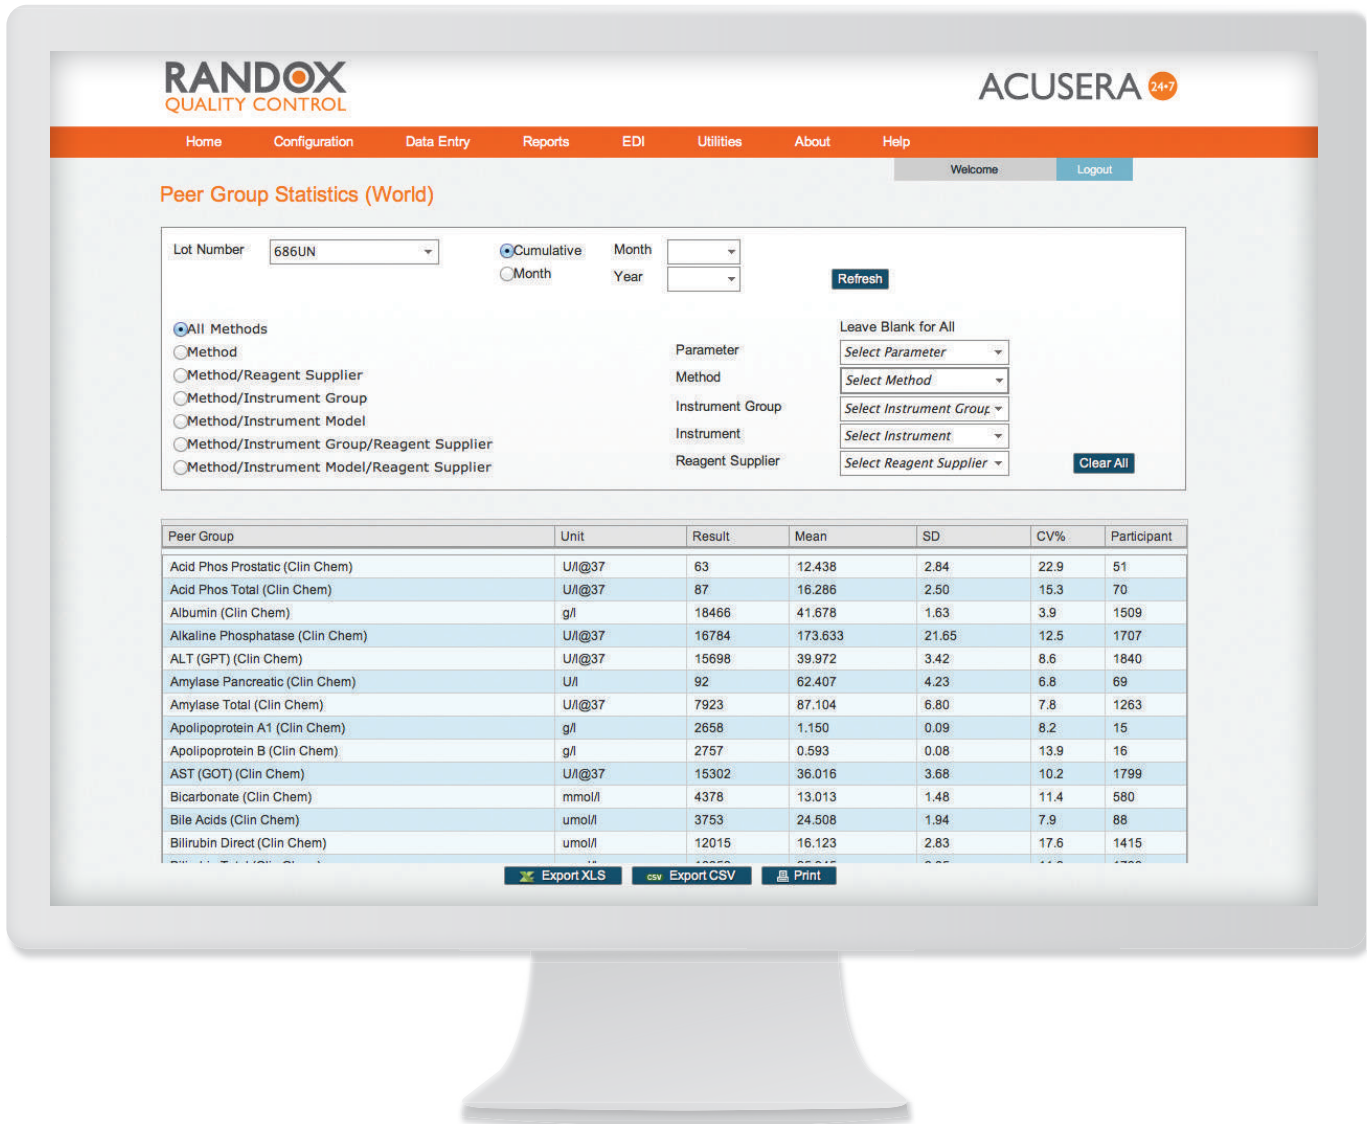 RANDOX
QUALITY CONTROL
ACUSERA 24•7
Home Configuration Data Entry Reports EDI Utilities About Help
Welcome Logout
Peer Group Statistics (World)
Lot Number 686UN Cumulative Month
Month Year Refresh
All Methods Leave Blank for All
Method Parameter Select Parameter
Method/Reagent Supplier Method Select Method
Method/Instrument Group Instrument Group Select Instrument Group
Method/Instrument Model Instrument Select Instrument
Method/Instrument Group/Reagent Supplier
Method/Instrument Model/Reagent Supplier Reagent Supplier Select Reagent Supplier Clear All
Peer Group Unit Result Mean SD CV% Participant
Acid Phos Prostatic (Clin Chem) U/l@37 63 12.438 2.84 22.9 51
Acid Phos Total (Clin Chem) U/l@37 87 16.286 2.50 15.3 70
Albumin (Clin Chem) g/l 18466 41.678 1.63 3.9 1509
Alkaline Phosphatase (Clin Chem) U/l@37 16784 173.633 21.65 12.5 1707
ALT (GPT) (Clin Chem) U/l@37 15698 39.972 3.42 8.6 1840
Amylase Pancreatic (Clin Chem) U/l 92 62.407 4.23 6.8 69
Amylase Total (Clin Chem) U/l@37 7923 87.104 6.80 7.8 1263
Apolipoprotein A1 (Clin Chem) g/l 2658 1.150 0.09 8.2 15
Apolipoprotein B (Clin Chem) g/l 2757 0.593 0.08 13.9 16
AST (GOT) (Clin Chem) U/l@37 15302 36.016 3.68 10.2 1799
Bicarbonate (Clin Chem) mmol/l 4378 13.013 1.48 11.4 580
Bile Acids (Clin Chem) umol/l 3753 24.508 1.94 7.9 88
Bilirubin Direct (Clin Chem) umol/l 12015 16.123 2.83 17.6 1415
Export XLS csv Export CSV Print